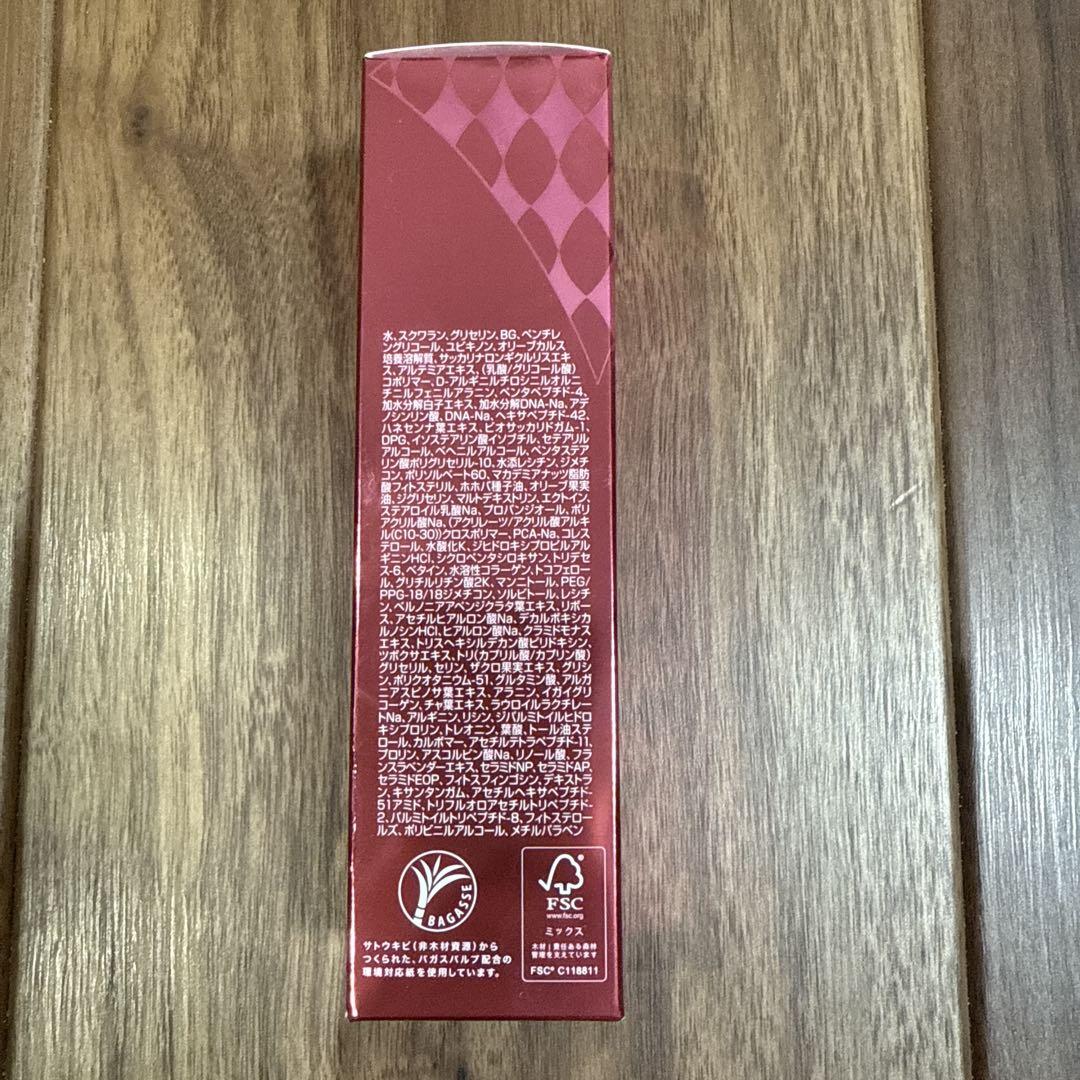 水、スクワラン、グリセリン、BG、ペンチレ
ングリコール、ユビキノン、オリーブカルス
培養溶解質、サッカリナロンギクルリスエキ
ス、アルテミアエキス、(乳酸/グリコール酸)
コポリマー、D-アルギニルチロシニルオルニ
チニルフェニルアラニン、ペンタペプチド-4、
加水分解白子エキス、加水分解DNA-Na、アデ
ノシンリン酸、DNA-Na、ヘキサペプチド-42、
ハネセンナ葉エキス、ビオサッカリドガム-1、
DPG、イソステアリン酸イソブチル、セテアリル
アルコール、ベヘニルアルコール、ペンタステア
リン酸ポリグリセリル-10、水添レシチン、ジメチ
コン、ポリソルベート60、マカデミアナッツ脂肪
酸フィトステリル、ホホバ種子油、オリーブ果実
油、ジグリセリン、マルトデキストリン、エクトイン、
ステアロイル乳酸Na、プロパンジオール、ポリ
アクリル酸Na、(アクリレーツ/アクリル酸アルキ
ル(C10-30))クロスポリマー、PCA-Na、コレス
テロール、水酸化K、ジヒドロキシプロピルアル
ギニンHCl、シクロペンタシロキサン、トリデセ
ス-6、ベタイン、水溶性コラーゲン、トコフェロー
ル、グリチルリチン酸2K、マンニトール、PEG/
PPG-18/18ジメチコン、ソルビトール、レシチ
ン、ベルノニアアペンジクラタ葉エキス、リボー
ス、アセチルヒアルロン酸Na、デカルボキシカ
ルノシンHCl、ヒアルロン酸Na、クラミドモナス
エキス、トリスヘキシルデカン酸ピリドキシン、
ツボクサエキス、トリ(カプリル酸/カプリン酸)
グリセリル、セリン、ザクロ果実エキス、グリシ
ン、ポリクオタニウム-51、グルタミン酸、アルガ
ニアスピノサ葉エキス、アラニン、イガイグリ
コーゲン、チャ葉エキス、ラウロイルラクチレー
トNa、アルギニン、リシン、ジパルミトイルヒドロ
キシプロリン、トレオニン、葉酸、トール油ステ
ロール、カルボマー、アセチルテトラペプチド-11、
プロリン、アスコルビン酸Na、リノール酸、フラ
ンスラベンダーエキス、セラミドNP、セラミドAP、
セラミドEOP、フィトスフィンゴシン、デキストラ
ン、キサンタンガム、アセチルヘキサペプチド-
51アミド、トリフルオロアセチルトリペプチド-
2、パルミトイルトリペプチド-8、フィトステロ
ールズ、ポリビニルアルコール、メチルパラベン
BAGASSE
サトウキビ(非木材資源)から
つくられた、バガスパルプ配合の
環境対応紙を使用しています。
FSC
www.fsc.org
ミックス
木材|責任ある森林
管理を支えています
FSC® C118811